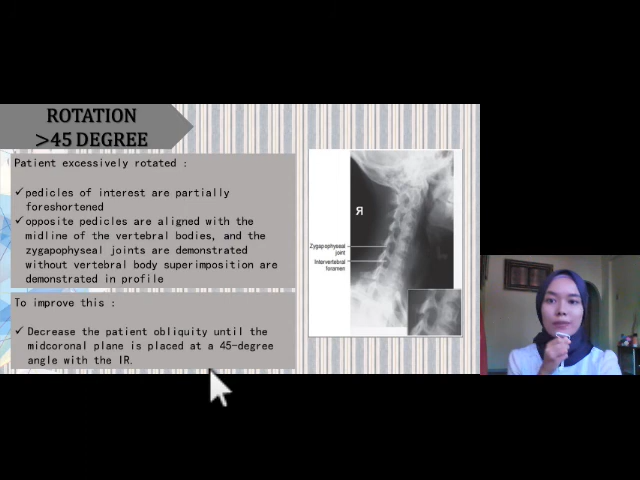 ROTATION
>45 DEGREE
Patient excessively rotated :
✓pedicles of interest are partially
foreshortened
✓opposite pedicles are aligned with the
midline of the vertebral bodies, and the
zygapophyseal joints are demonstrated
without vertebral body superimposition are
demonstrated in profile
To improve this :
✓ Decrease the patient obliquity until the
midcoronal plane is placed at a 45-degree
angle with the IR.
Я
Zygapophyseal
joint
Intervertebral
foramen